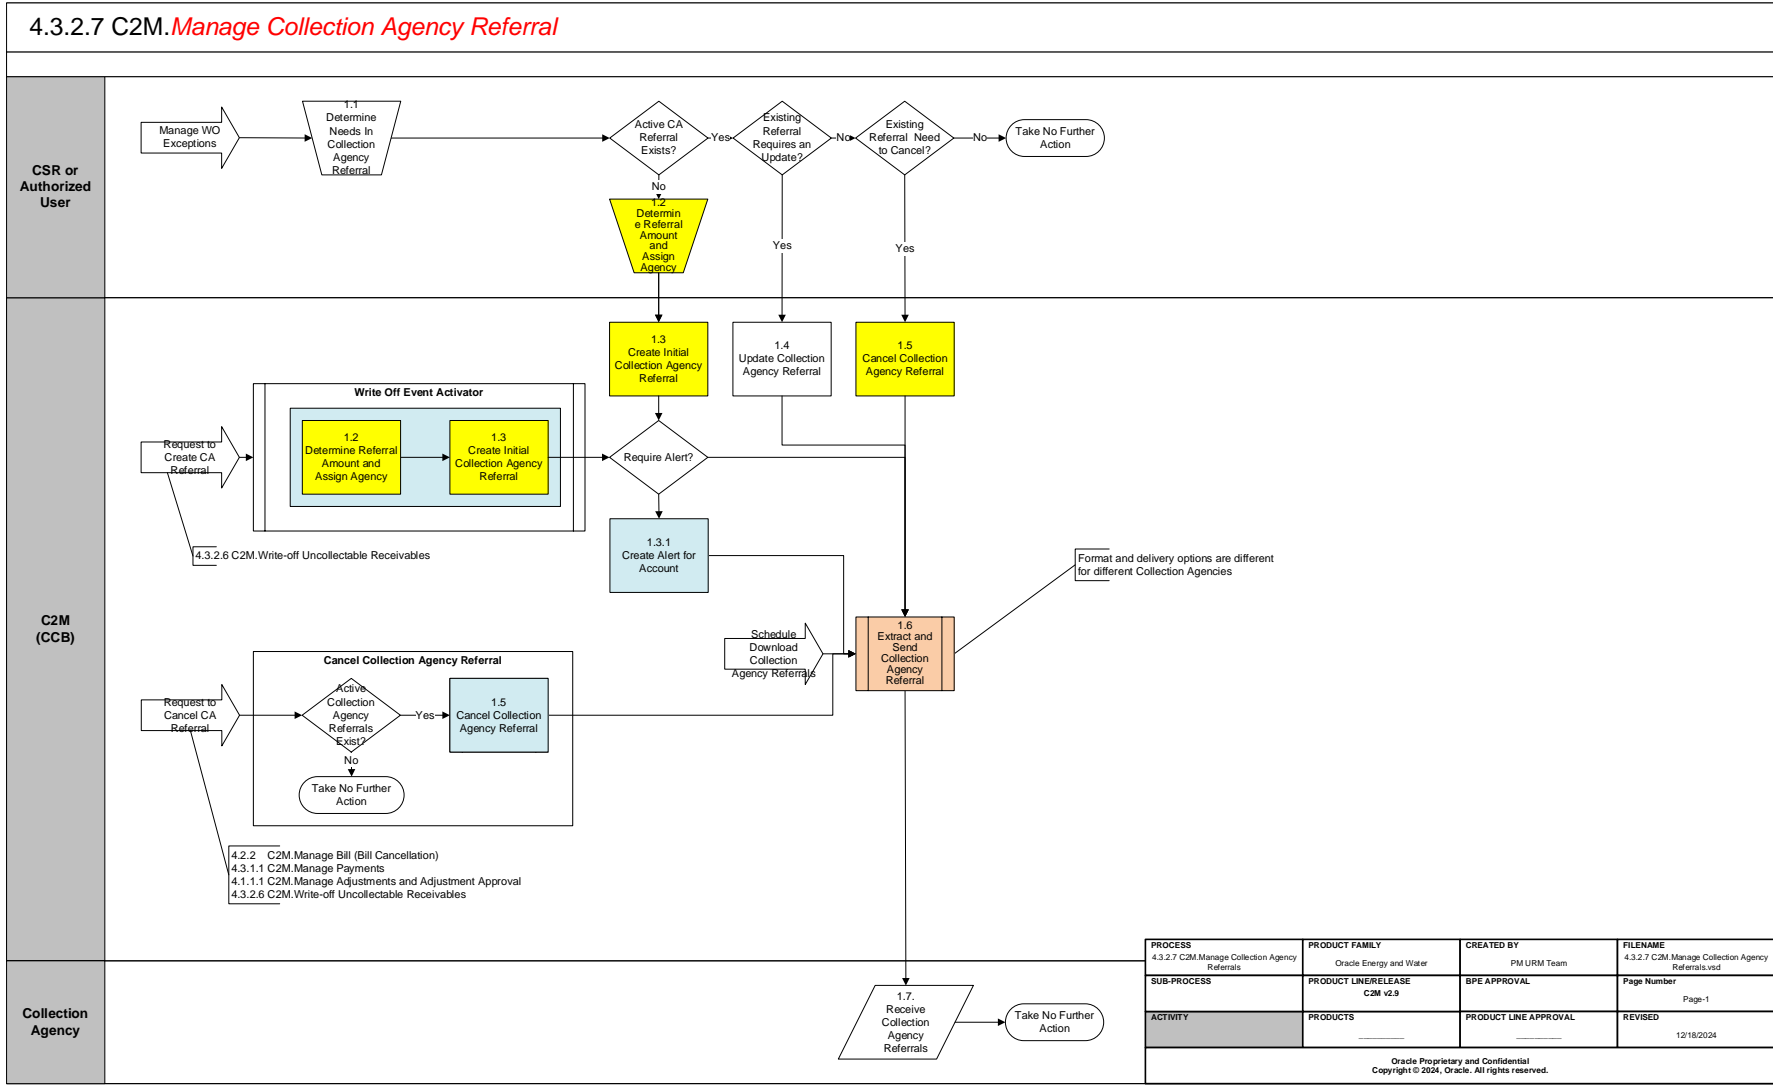 4.3.2.7 C2M.Manage Collection Agency Referral
CSR or
Authorized
User
Manage WO
Exceptions
1.1
Determine
Needs In
Collection
Agency
Referral
Active CA
Referral
Exists?
Yes
Existing
Referral
Requires an
Update?
No
Existing
Referral Need
to Cancel?
No
Take No Further
Action
No
1.2
Determin
e Referral
Amount
and
Assign
Agency
Yes
Yes
C2M
(CCB)
1.3
Create Initial
Collection Agency
Referral
1.4
Update Collection
Agency Referral
1.5
Cancel Collection
Agency Referral
Write Off Event Activator
Request to
Create CA
Referral
1.2
Determine Referral
Amount and
Assign Agency
1.3
Create Initial
Collection Agency
Referral
Require Alert?
4.3.2.6 C2M.Write-off Uncollectable Receivables
1.3.1
Create Alert for
Account
Format and delivery options are different
for different Collection Agencies
Schedule
Download
Collection
Agency Referrals
1.6
Extract and
Send
Collection
Agency
Referral
Cancel Collection Agency Referral
Request to
Cancel CA
Referral
Active
Collection
Agency
Referrals
Exist?
Yes
1.5
Cancel Collection
Agency Referral
No
Take No Further
Action
4.2.2 C2M.Manage Bill (Bill Cancellation)
4.3.1.1 C2M.Manage Payments
4.1.1.1 C2M.Manage Adjustments and Adjustment Approval
4.3.2.6 C2M.Write-off Uncollectable Receivables
Collection
Agency
1.7.
Receive
Collection
Agency
Referrals
Take No Further
Action
PROCESS
4.3.2.7 C2M.Manage Collection Agency
Referrals
PRODUCT FAMILY
Oracle Energy and Water
CREATED BY
PM URM Team
FILENAME
4.3.2.7 C2M.Manage Collection Agency
Referrals.vsd
SUB-PROCESS
PRODUCT LINE/RELEASE
C2M v2.9
BPE APPROVAL
Page Number
Page-1
ACTIVITY
PRODUCTS
PRODUCT LINE APPROVAL
REVISED
12/18/2024
Oracle Proprietary and Confidential
Copyright © 2024, Oracle. All rights reserved.